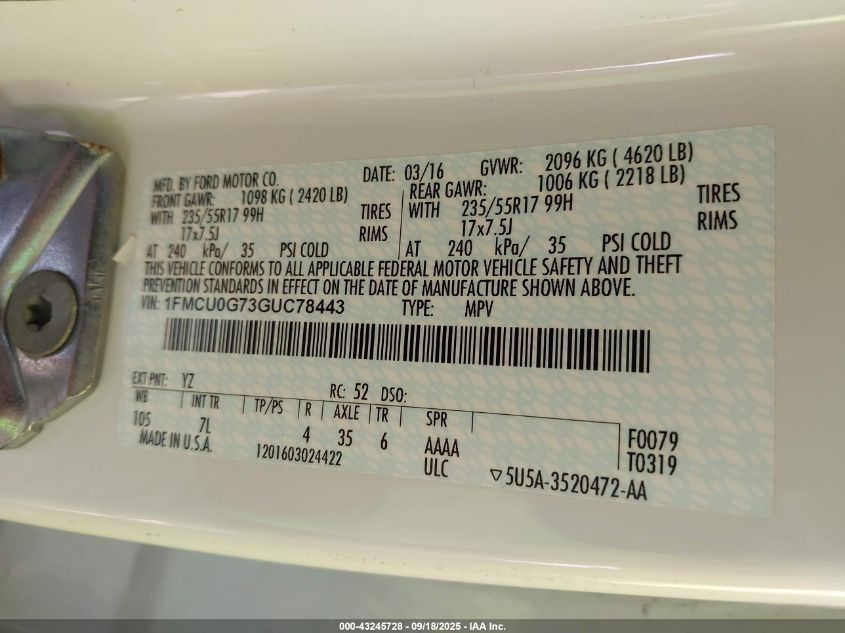 MFD. BY FORD MOTOR CO. DATE: 03/16 GVWR: 2096 KG ( 4620 LB)
FRONT GAWR: 1098 KG ( 2420 LB) REAR GAWR: 1006 KG ( 2218 LB)
WITH 235/55R17 99H TIRES WITH 235/55R17 99H TIRES
17x7.5J RIMS 17x7.5J RIMS
AT 240 kPa/ 35 PSI COLD AT 240 kPa/ 35 PSI COLD
THIS VEHICLE CONFORMS TO ALL APPLICABLE FEDERAL MOTOR VEHICLE SAFETY AND THEFT
PREVENTION STANDARDS IN EFFECT ON THE DATE OF MANUFACTURE SHOWN ABOVE.
VIN: 1FMCU0G73GUC78443 TYPE: MPV
EXT PNT: YZ RC: 52 DSO:
WB INT TR TP/PS R AXLE TR SPR
105 7L 4 35 6 AAAA F0079
MADE IN U.S.A. 1201603024422 ULC T0319
5U5A-3520472-AA
000-43245728 - 09/18/2025 - IAA Inc.